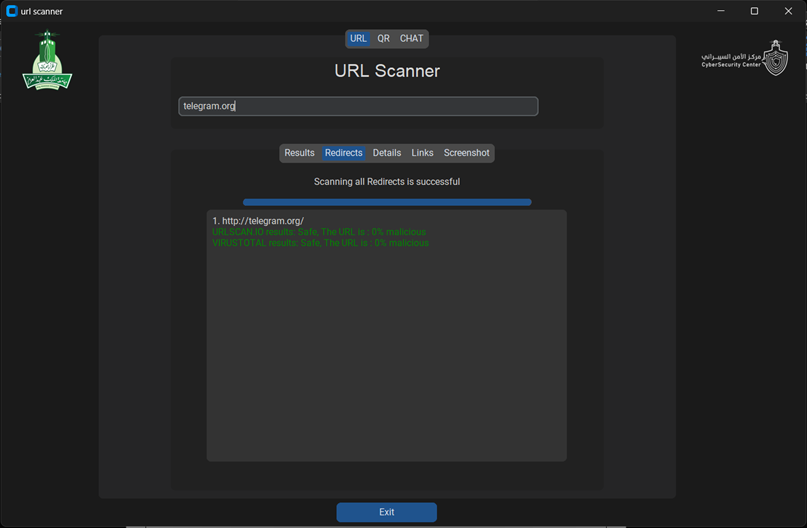 url scanner
URL QR CHAT
مركز الأمن السيبراني
CyberSecurity Center
URL Scanner
telegram.org
Results Redirects Details Links Screenshot
Scanning all Redirects is successful
1. http://telegram.org/
URLSCAN.IO results: Safe, The URL is : 0% malicious
VIRUSTOTAL results: Safe, The URL is : 0% malicious
Exit